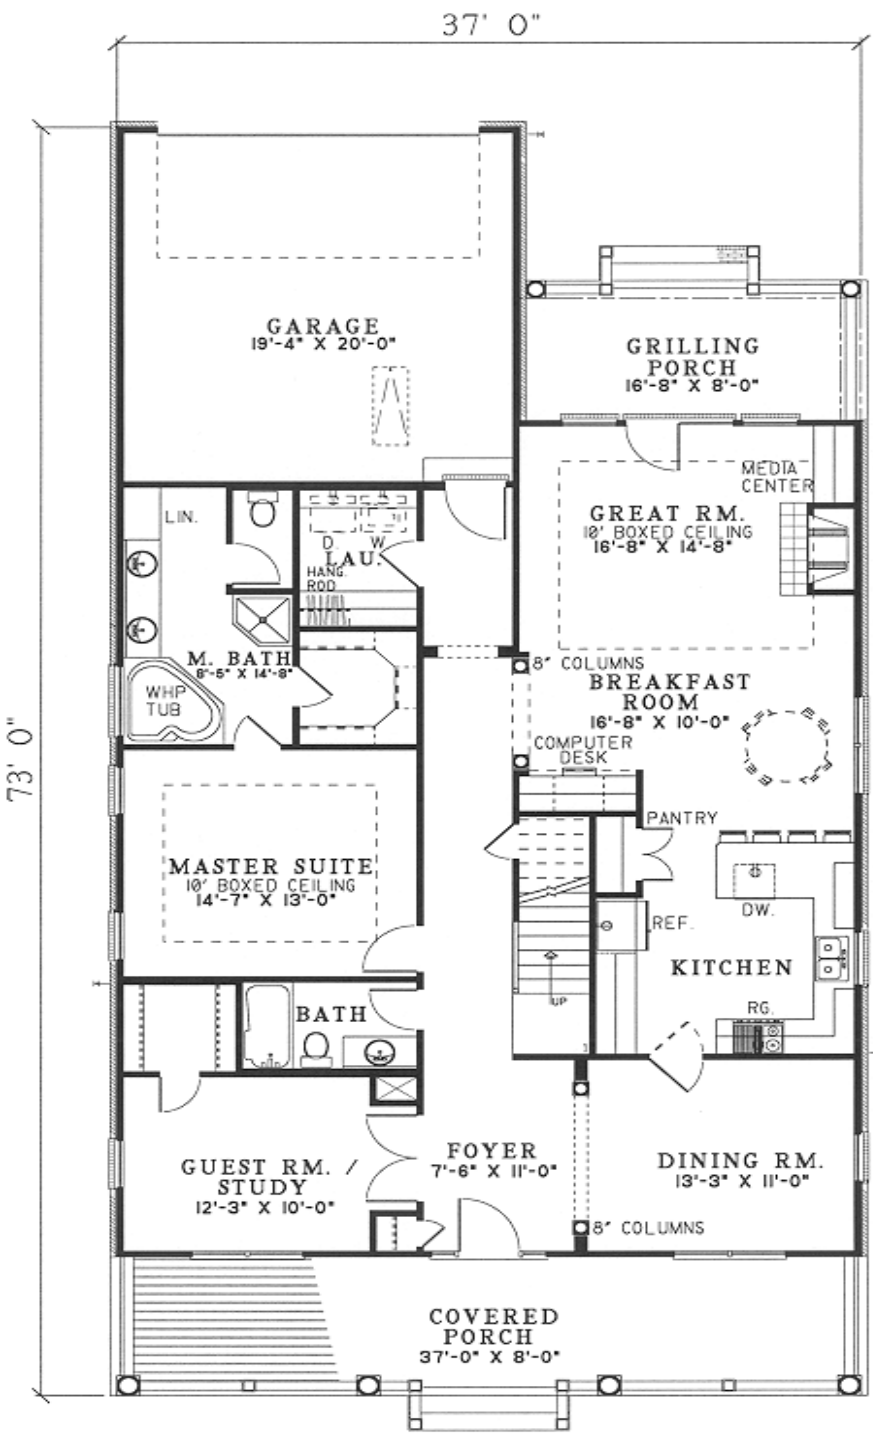 37' 0"
73' 0"
GARAGE
19'-4" X 20'-0"
GRILLING
PORCH
16'-8" X 8'-0"
MEDIA
CENTER
GREAT RM.
10' BOXED CEILING
16'-8" X 14'-8"
LIN.
D.
W.
LAU.
HANG.
ROD
M. BATH
8'-5" X 14'-8"
WHP
TUB
8" COLUMNS
BREAKFAST
ROOM
16'-8" X 10'-0"
COMPUTER
DESK
PANTRY
MASTER SUITE
10' BOXED CEILING
14'-7" X 13'-0"
DW.
REF.
KITCHEN
RG.
UP
BATH
FOYER
7'-6" X 11'-0"
DINING RM.
13'-3" X 11'-0"
GUEST RM. /
STUDY
12'-3" X 10'-0"
8" COLUMNS
COVERED
PORCH
37'-0" X 8'-0"